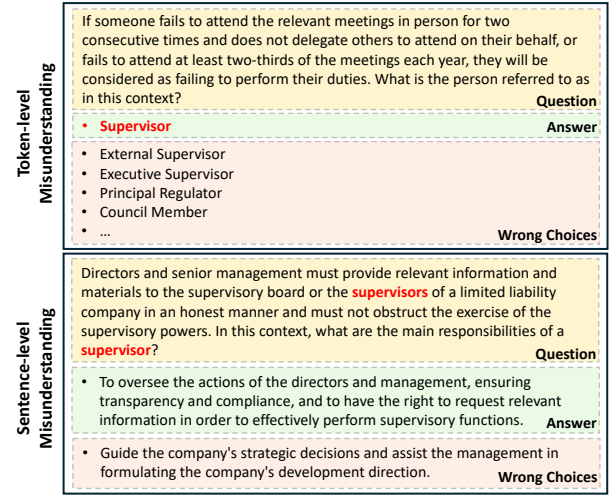 Token-level
Misunderstanding
If someone fails to attend the relevant meetings in person for two
consecutive times and does not delegate others to attend on their behalf, or
fails to attend at least two-thirds of the meetings each year, they will be
considered as failing to perform their duties. What is the person referred to as
in this context?
Question
• Supervisor
Answer
• External Supervisor
• Executive Supervisor
• Principal Regulator
• Council Member
• ...
Wrong Choices
Sentence-level
Misunderstanding
Directors and senior management must provide relevant information and
materials to the supervisory board or the supervisors of a limited liability
company in an honest manner and must not obstruct the exercise of the
supervisory powers. In this context, what are the main responsibilities of a
supervisor?
Question
• To oversee the actions of the directors and management, ensuring
transparency and compliance, and to have the right to request relevant
information in order to effectively perform supervisory functions.
Answer
• Guide the company's strategic decisions and assist the management in
formulating the company's development direction.
Wrong Choices